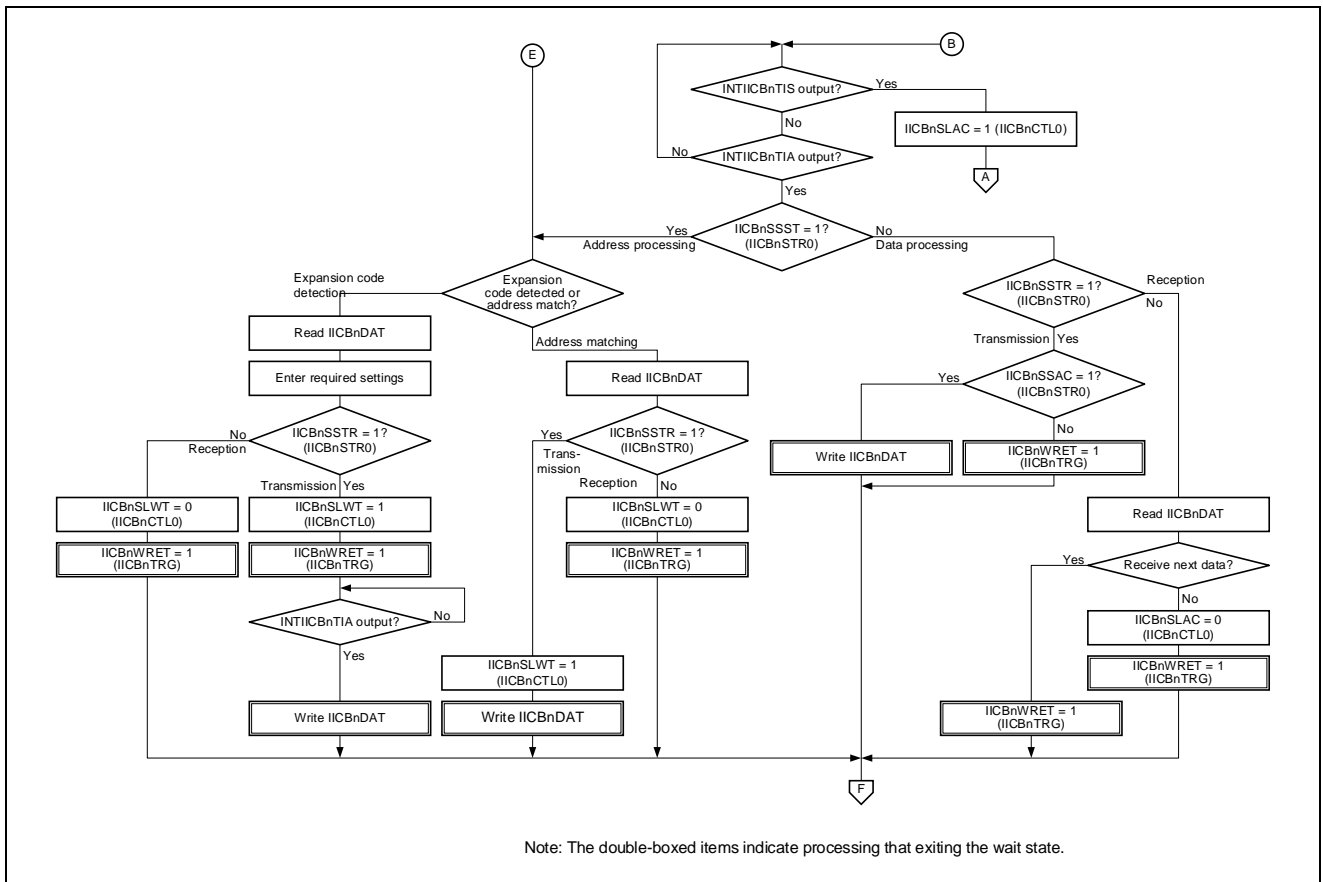 E
B
INTIICBnTIS output?
Yes
No
IICBnSLAC = 1 (IICBnCTL0)
No
INTIICBnTIA output?
A
Yes
Yes
Address processing
IICBnSSST = 1?
(IICBnSTR0)
No
Data processing
Expansion code
detection
Expansion
code detected or
address match?
IICBnSSTR = 1?
(IICBnSTR0)
Reception
No
Read IICBnDAT
Address matching
Transmission
Yes
Enter required settings
Read IICBnDAT
Yes
IICBnSSAC = 1?
(IICBnSTR0)
No
Reception
IICBnSSTR = 1?
(IICBnSTR0)
Yes
Trans-
mission
IICBnSSTR = 1?
(IICBnSTR0)
No
Write IICBnDAT
IICBnWRET = 1
(IICBnTRG)
Transmission
Yes
Reception
No
IICBnSLWT = 0
(IICBnCTL0)
IICBnSLWT = 1
(IICBnCTL0)
IICBnSLWT = 0
(IICBnCTL0)
Read IICBnDAT
IICBnWRET = 1
(IICBnTRG)
IICBnWRET = 1
(IICBnTRG)
IICBnWRET = 1
(IICBnTRG)
Yes
Receive next data?
No
INTIICBnTIA output?
No
IICBnSLAC = 0
(IICBnCTL0)
Yes
IICBnSLWT = 1
(IICBnCTL0)
IICBnWRET = 1
(IICBnTRG)
Write IICBnDAT
Write IICBnDAT
IICBnWRET = 1
(IICBnTRG)
F
Note: The double-boxed items indicate processing that exiting the wait state.